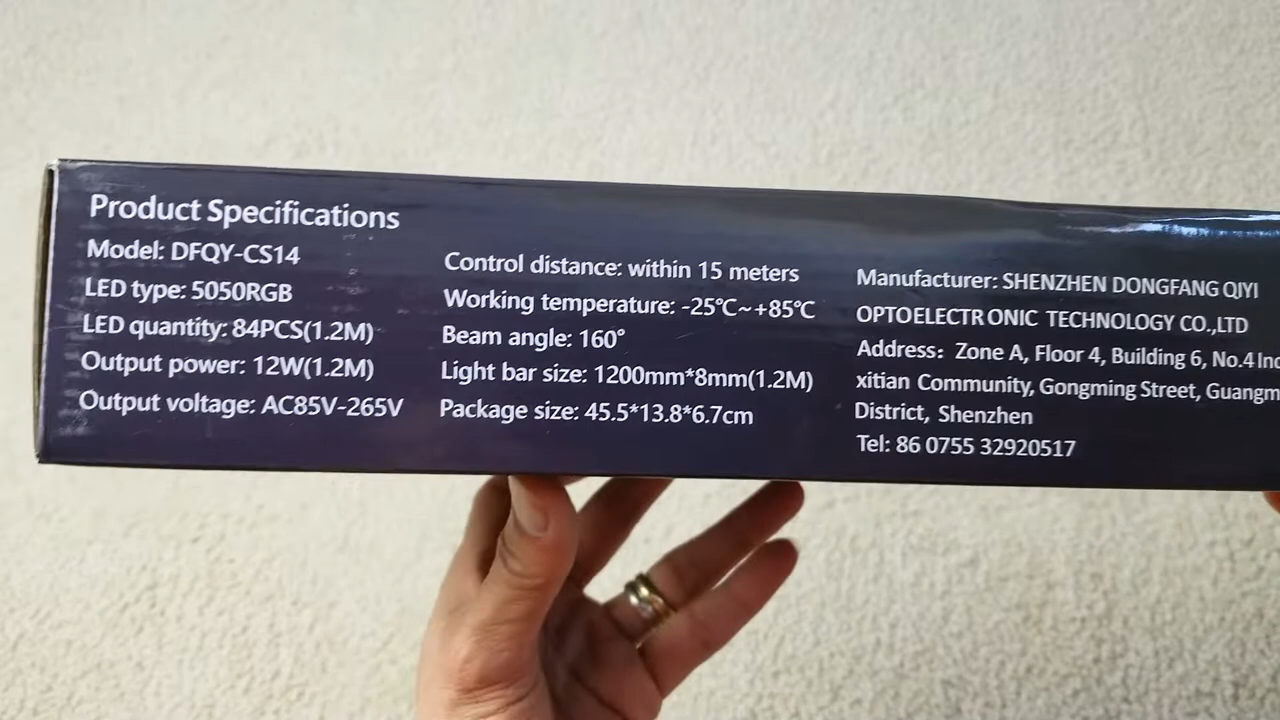 Product Specifications
Model: DFQY-CS14
LED type: 5050RGB
LED quantity: 84PCS(1.2M)
Output power: 12W(1.2M)
Output voltage: AC85V-265V
Control distance: within 15 meters
Working temperature: -25℃~+85℃
Beam angle: 160°
Light bar size: 1200mm*8mm(1.2M)
Package size: 45.5*13.8*6.7cm
Manufacturer: SHENZHEN DONGFANG QIYI
OPTOELECTRONIC TECHNOLOGY CO.,LTD
Address: Zone A, Floor 4, Building 6, No.4
xitian Community, Gongming Street,
District, Shenzhen
Tel: 86 0755 32920517